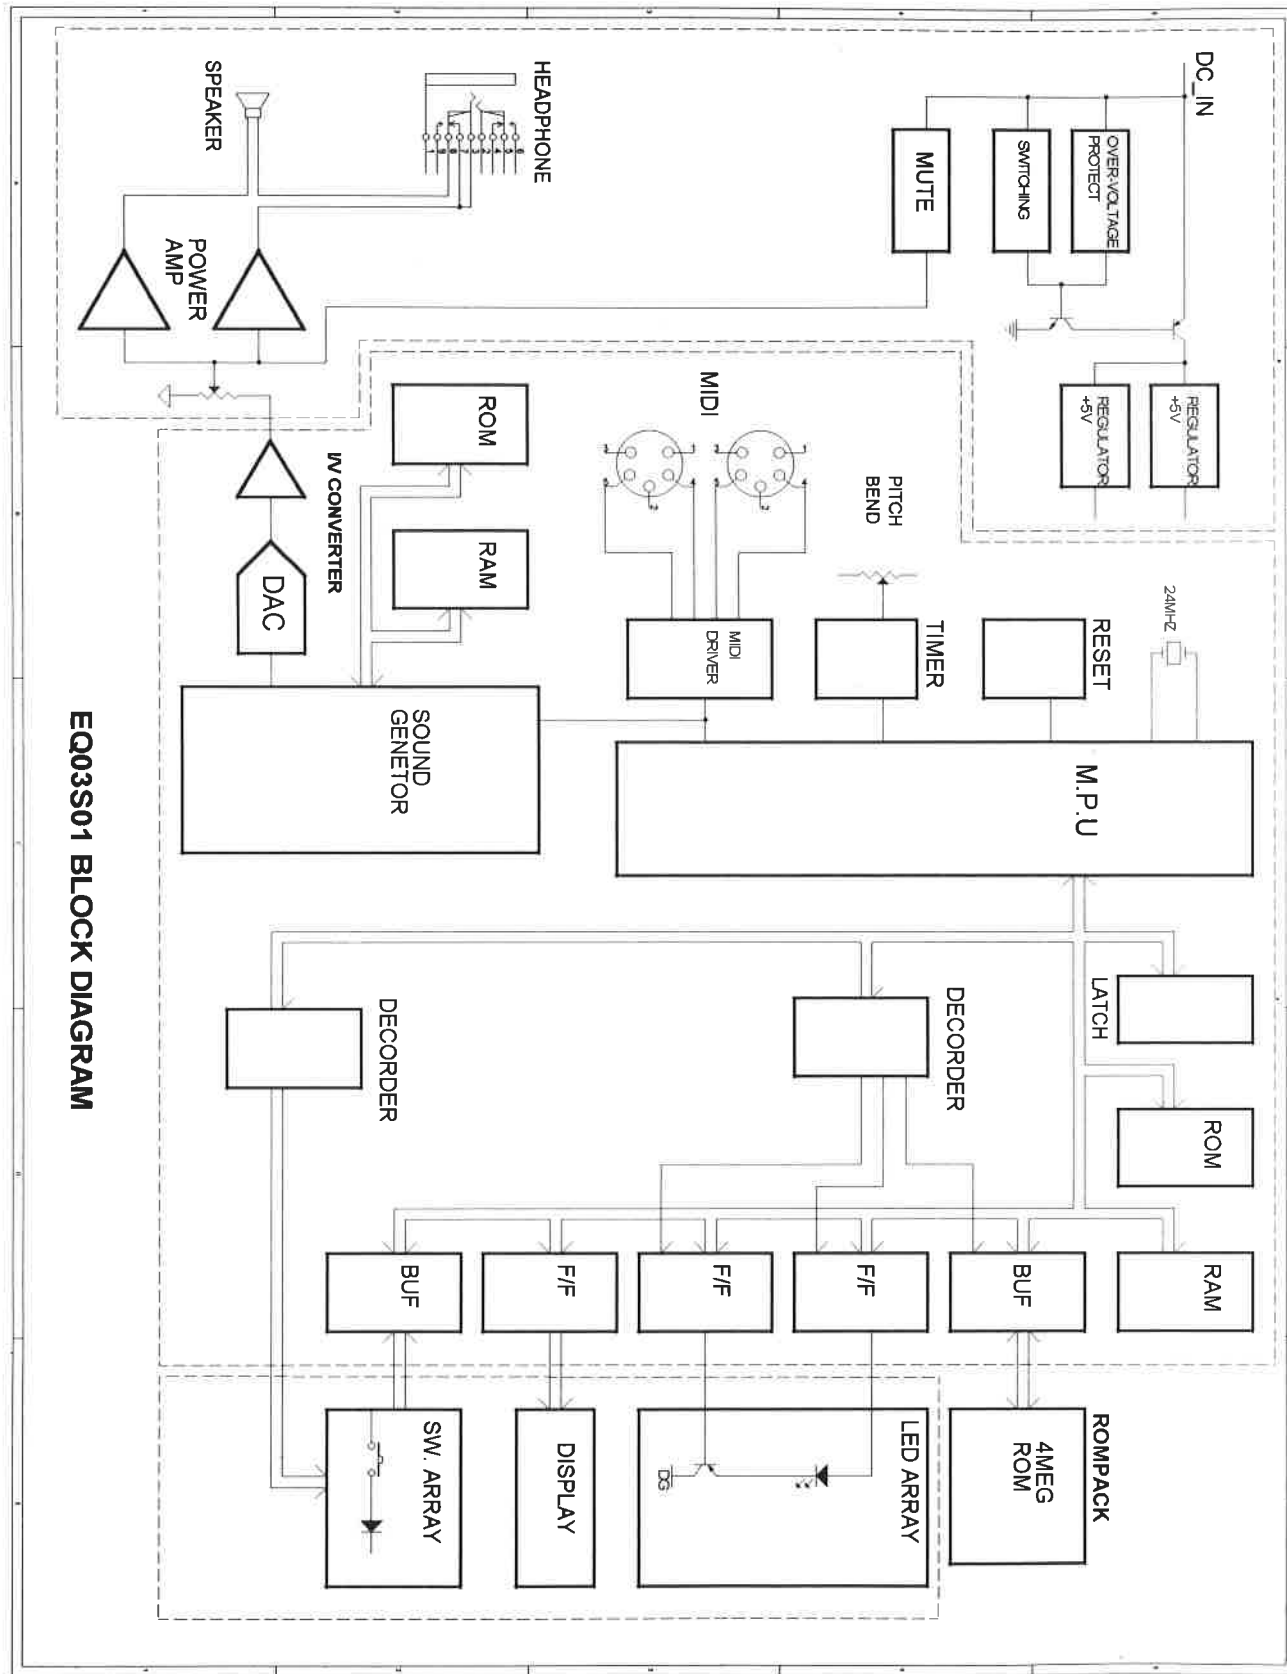 DC_IN
OVER-VOLTAGE
PROTECT
SWITCHING
MUTE
HEADPHONE
SPEAKER
POWER
AMP
REGULATOR
+5V
REGULATOR
+5V
24MHZ
RESET
TIMER
PITCH
BEND
MIDI
MIDI
DRIVER
ROM
RAM
I/V CONVERTER
DAC
M.P.U
SOUND
GENETOR
LATCH
ROM
RAM
DECORDER
DECORDER
BUF
F/F
F/F
F/F
BUF
ROMPACK
4MEG
ROM
LED ARRAY
DG
DISPLAY
SW. ARRAY
EQ03S01 BLOCK DIAGRAM